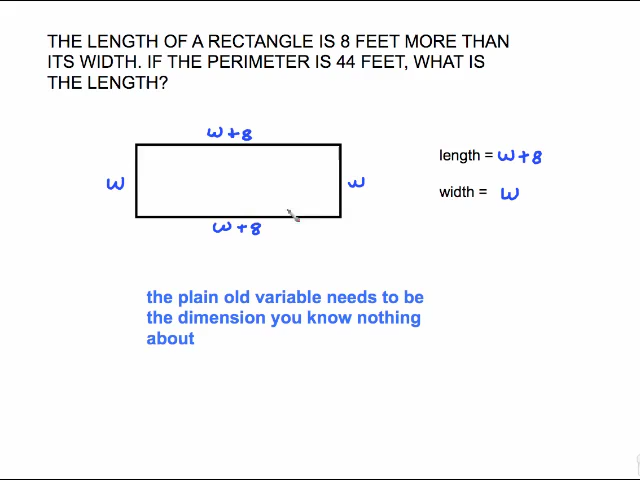 THE LENGTH OF A RECTANGLE IS 8 FEET MORE THAN
ITS WIDTH. IF THE PERIMETER IS 44 FEET, WHAT IS
THE LENGTH?
w+8
length = w+8
w
w
width = w
w+8
the plain old variable needs to be
the dimension you know nothing
about